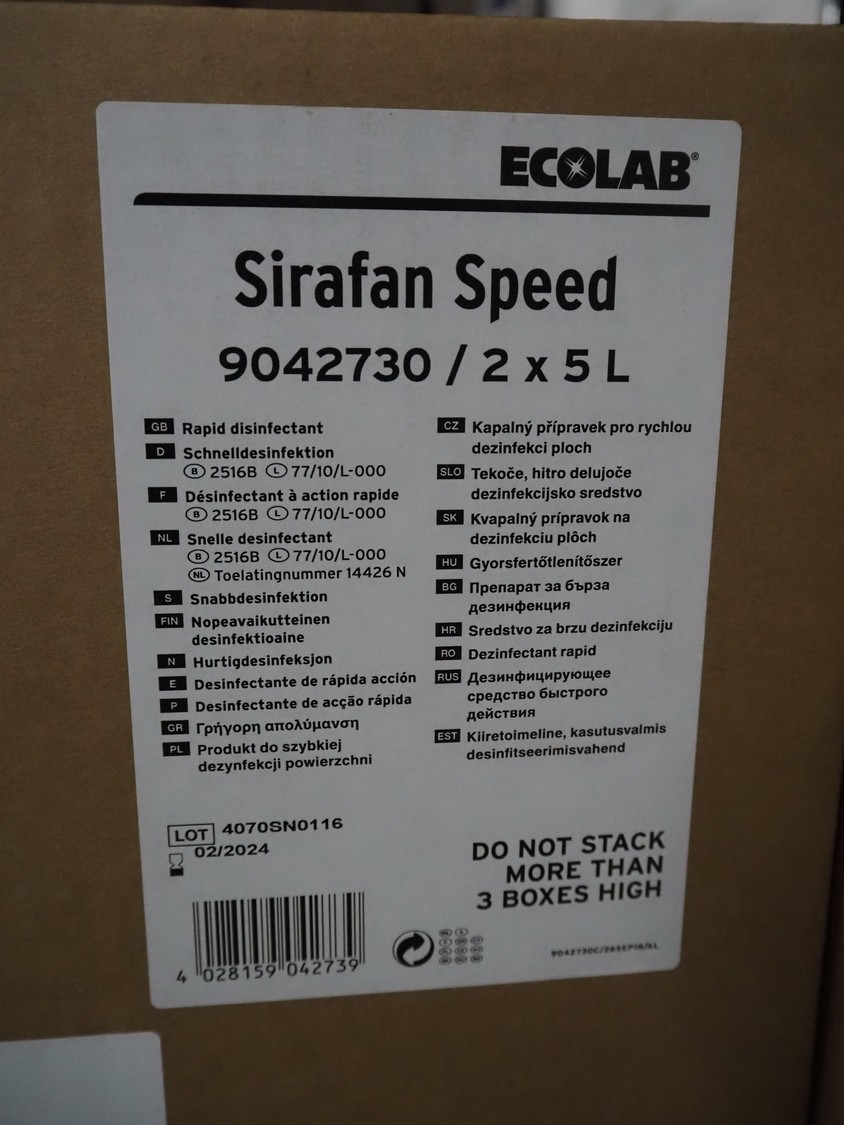 ECOLAB®
Sirafan Speed
9042730 / 2 x 5 L
GB Rapid disinfectant
D Schnelldesinfektion
B 2516B L 77/10/L-000
F Désinfectant à action rapide
B 2516B L 77/10/L-000
NL Snelle desinfectant
B 2516B L 77/10/L-000
NL Toelatingnummer 14426 N
S Snabbdesinfektion
FIN Nopeavaikutteinen
desinfektioaine
N Hurtigdesinfeksjon
E Desinfectante de rápida acción
P Desinfectante de acção rápida
GR Γρήγορη απολύμανση
PL Produkt do szybkiej
dezynfekcji powierzchni
CZ Kapalný přípravek pro rychlou
dezinfekci ploch
SLO Tekoče, hitro delujoče
dezinfekcijsko sredstvo
SK Kvapalný prípravok na
dezinfekciu plôch
HU Gyorsfertőtlenítőszer
BG Препарат за бърза
дезинфекция
HR Sredstvo za brzu dezinfekciju
RO Dezinfectant rapid
RUS Дезинфицирующее
средство быстрого
действия
EST Kiiretoimeline, kasutusvalmis
desinfitseerimisvahend
LOT 4070SN0116
02/2024
DO NOT STACK
MORE THAN
3 BOXES HIGH
4 028159 042739